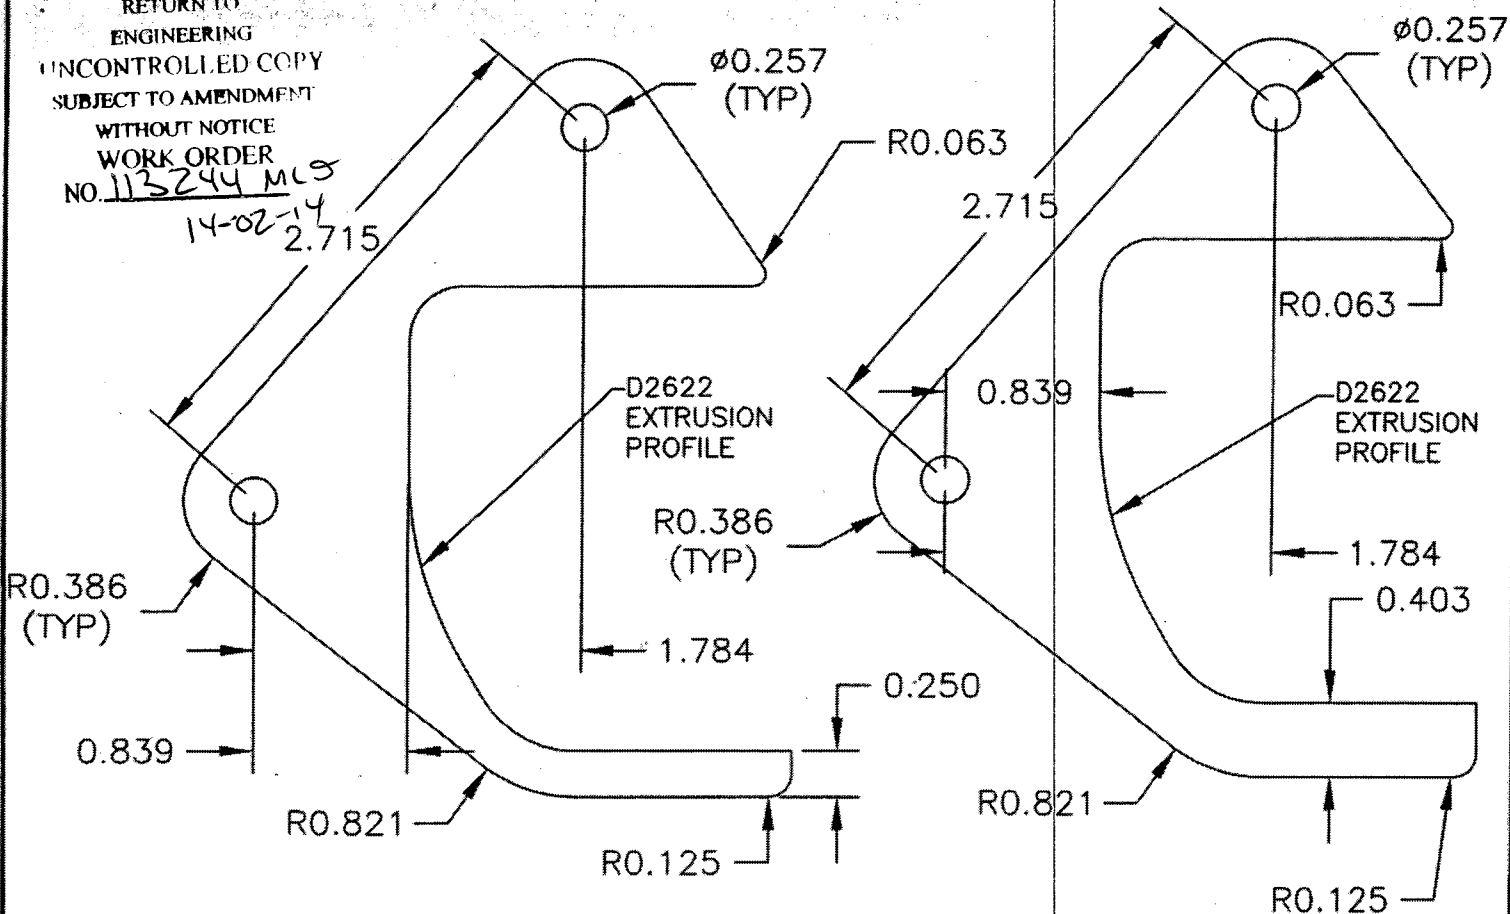 RETURN TO
ENGINEERING
UNCONTROLLED COPY
SUBJECT TO AMENDMENT
WITHOUT NOTICE
WORK ORDER
NO. 113244 MLS
14-02-14
ø0.257
(TYP)
R0.063
2.715
D2622
EXTRUSION
PROFILE
R0.386
(TYP)
1.784
0.839
0.250
R0.821
R0.125
ø0.257
(TYP)
2.715
R0.063
0.839
D2622
EXTRUSION
PROFILE
R0.386
(TYP)
1.784
0.403
R0.821
R0.125